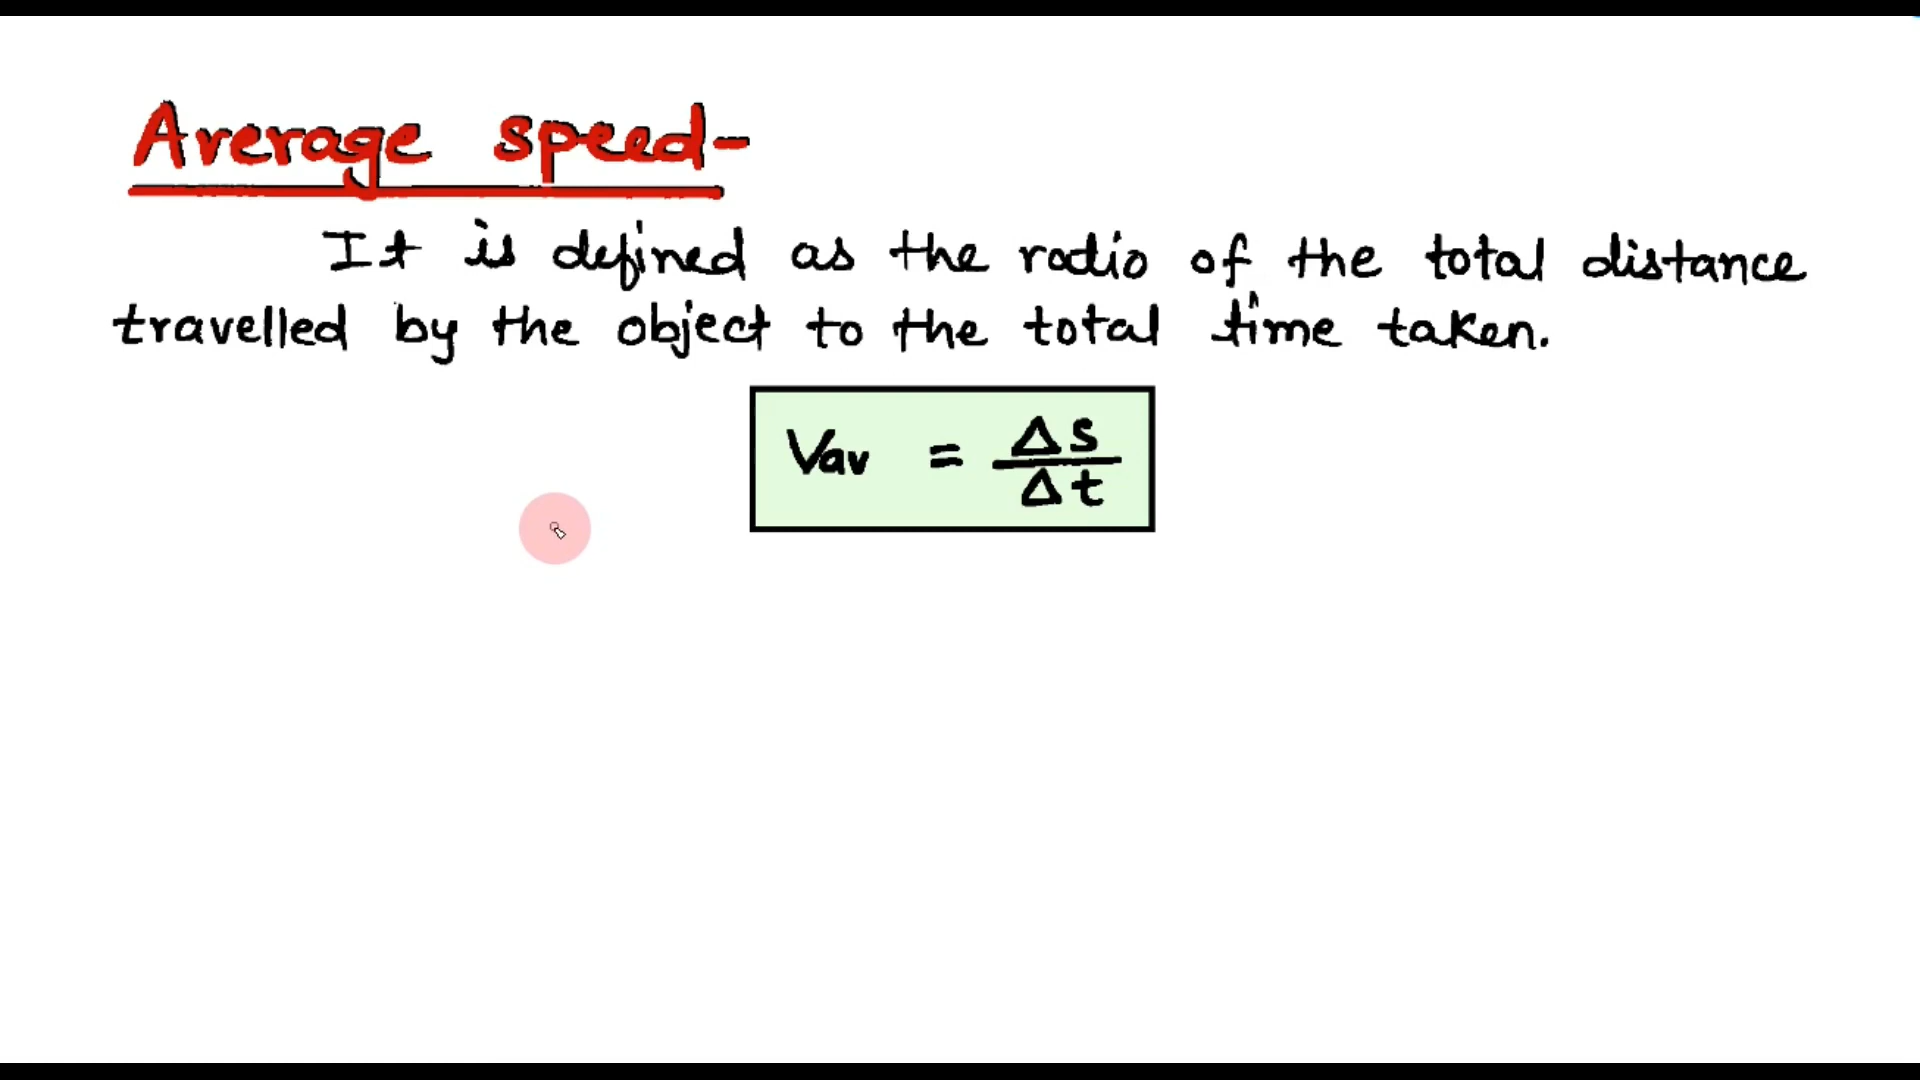 Average speed-
It is defined as the ratio of the total distance
travelled by the object to the total time taken.
Vav = Δs/Δt